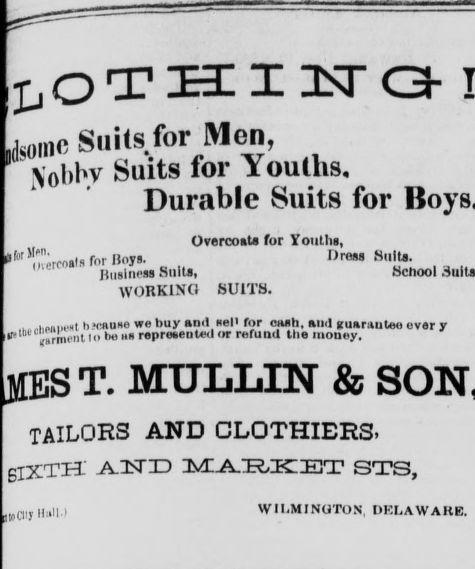 LOTHING!
ndsome Suits for Men,
Nobby Suits for Youths.
Durable Suits for Boys.
Overcoats for Youths,
for Men.
Overcoats for Boys.
Dress Suits.
Business Suits,
School Suits
WORKING SUITS.
are the cheapest because we buy and sell for cash, and guarantee every
garment to be as represented or refund the money.
MES T. MULLIN & SON,
TAILORS AND CLOTHIERS,
SIXTH AND MARKET STS,
to City Hall.)
WILMINGTON, DELAWARE.